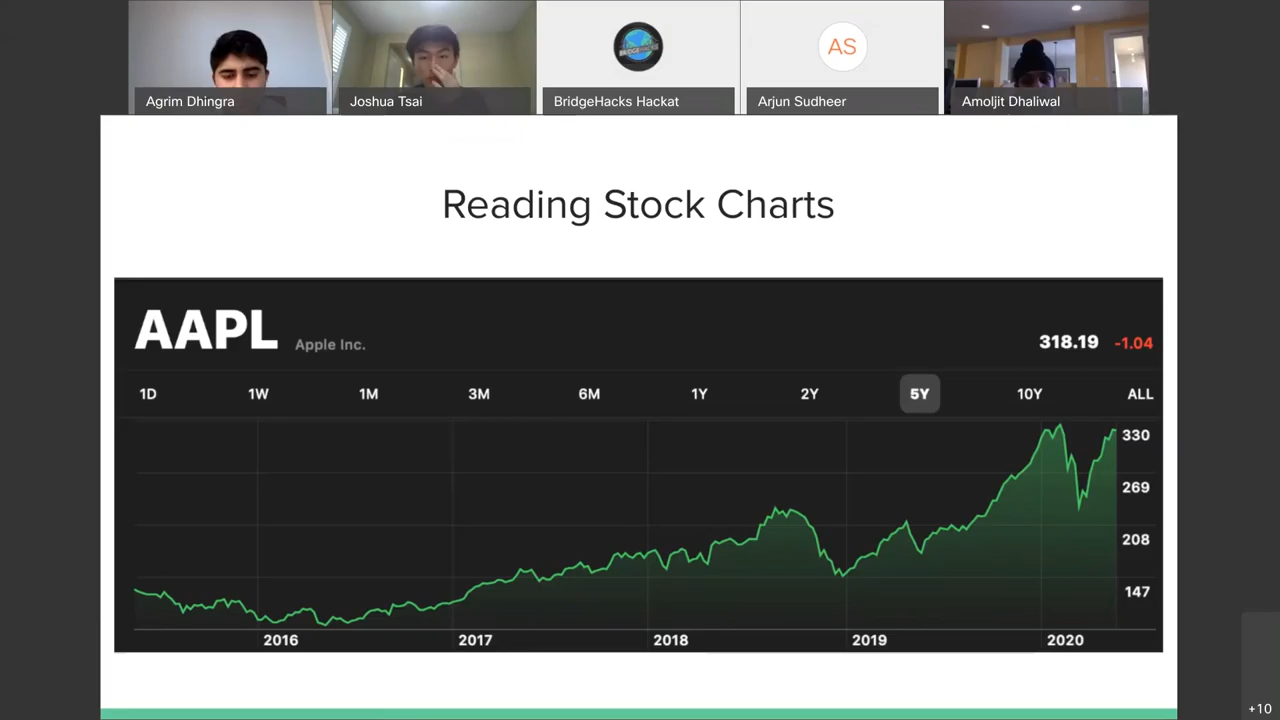 Agrim Dhingra
Joshua Tsai
BridgeHacks Hackat
AS
Arjun Sudheer
Amoljit Dhaliwal
BRIDGEHACKS
Reading Stock Charts
AAPL Apple Inc. 318.19 -1.04
1D 1W 1M 3M 6M 1Y 2Y 5Y 10Y ALL
330
269
208
147
2016 2017 2018 2019 2020
+10